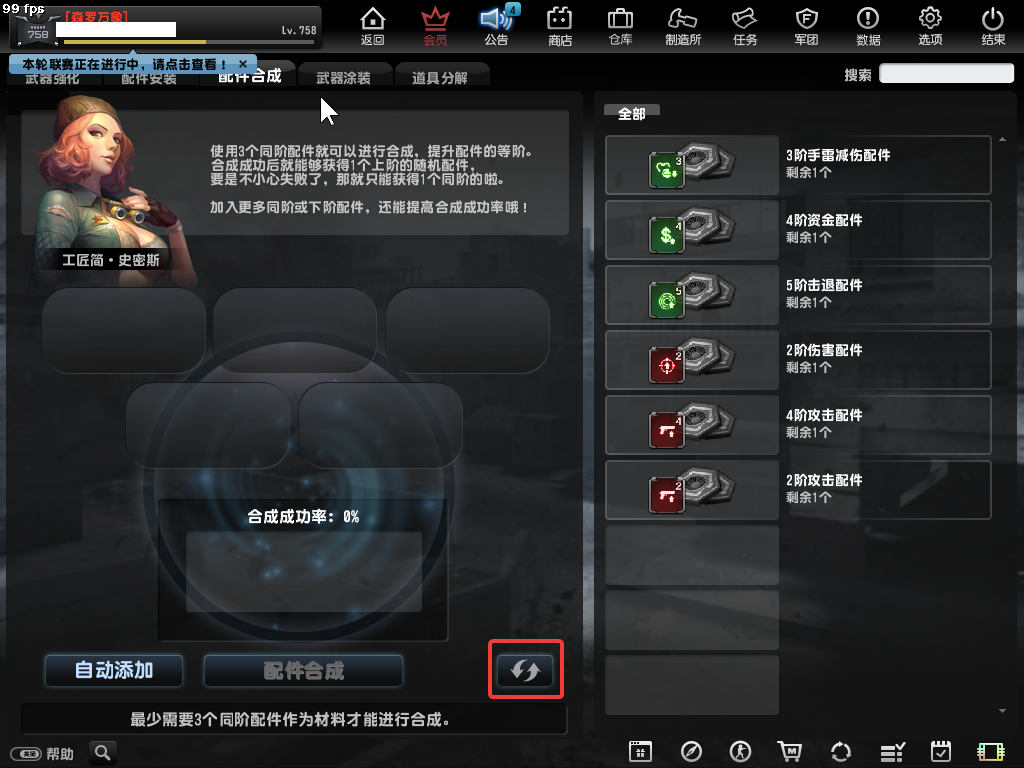 99 fps
[森罗万象]
758
Lv.758
4
返回
会员
公告
商店
仓库
制造所
任务
军团
数据
选项
结束
本轮联赛正在进行中，请点击查看！ ×
武器强化
配件安装
配件合成
武器涂装
道具分解
搜索
使用3个同阶配件就可以进行合成，提升配件的等阶。
合成成功后就能够获得1个上阶的随机配件，
要是不小心失败了，那就只能获得1个同阶的啦。
加入更多同阶或下阶配件，还能提高合成成功率哦！
工匠简·史密斯
全部
3
3阶手雷减伤配件
剩余1个
4
4阶资金配件
剩余1个
5
5阶击退配件
剩余1个
2
2阶伤害配件
剩余1个
4
4阶攻击配件
剩余1个
2
2阶攻击配件
剩余1个
合成成功率：0%
自动添加
配件合成
最少需要3个同阶配件作为材料才能进行合成。
关闭
帮助